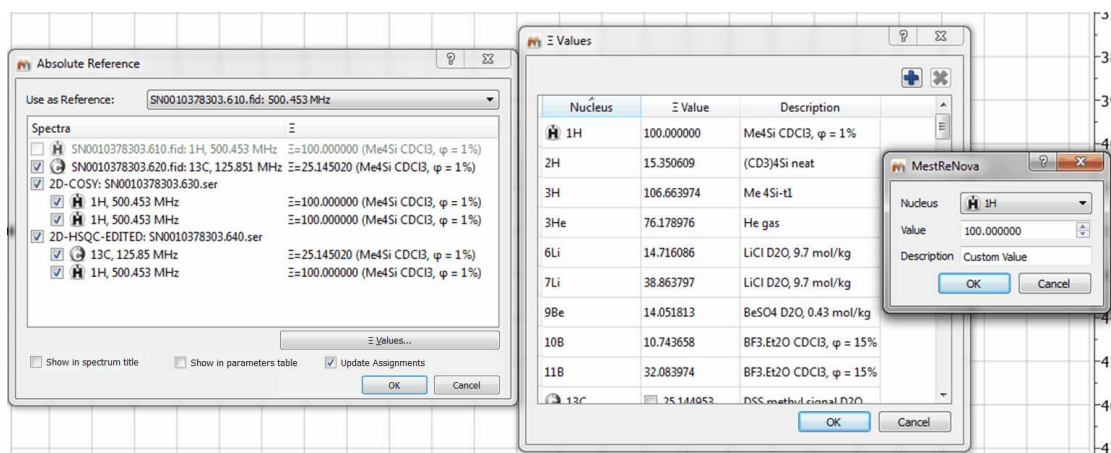 Absolute Reference
Use as Reference: SN0010378303.610.fid: 500.453 MHz
Spectra Ξ
SN0010378303.610.fid: 1H, 500.453 MHz Ξ=100.000000 (Me4Si CDCl3, φ = 1%)
SN0010378303.620.fid: 13C, 125.851 MHz Ξ=25.145020 (Me4Si CDCl3, φ = 1%)
2D-COSY: SN0010378303.630.ser
1H, 500.453 MHz Ξ=100.000000 (Me4Si CDCl3, φ = 1%)
1H, 500.453 MHz Ξ=100.000000 (Me4Si CDCl3, φ = 1%)
2D-HSQC-EDITED: SN0010378303.640.ser
13C, 125.85 MHz Ξ=25.145020 (Me4Si CDCl3, φ = 1%)
1H, 500.453 MHz Ξ=100.000000 (Me4Si CDCl3, φ = 1%)
Ξ Values...
Show in spectrum title Show in parameters table Update Assignments
OK Cancel
Ξ Values
Nucleus Ξ Value Description
1H 100.000000 Me4Si CDCl3, φ = 1%
2H 15.350609 (CD3)4Si neat
3H 106.663974 Me 4Si-t1
3He 76.178976 He gas
6Li 14.716086 LiCl D2O, 9.7 mol/kg
7Li 38.863797 LiCl D2O, 9.7 mol/kg
9Be 14.051813 BeSO4 D2O, 0.43 mol/kg
10B 10.743658 BF3.Et2O CDCl3, φ = 15%
11B 32.083974 BF3.Et2O CDCl3, φ = 15%
13C 25.144953 DSS methyl signal D2O
OK Cancel
MestReNova
Nucleus 1H
Value 100.000000
Description Custom Value
OK Cancel